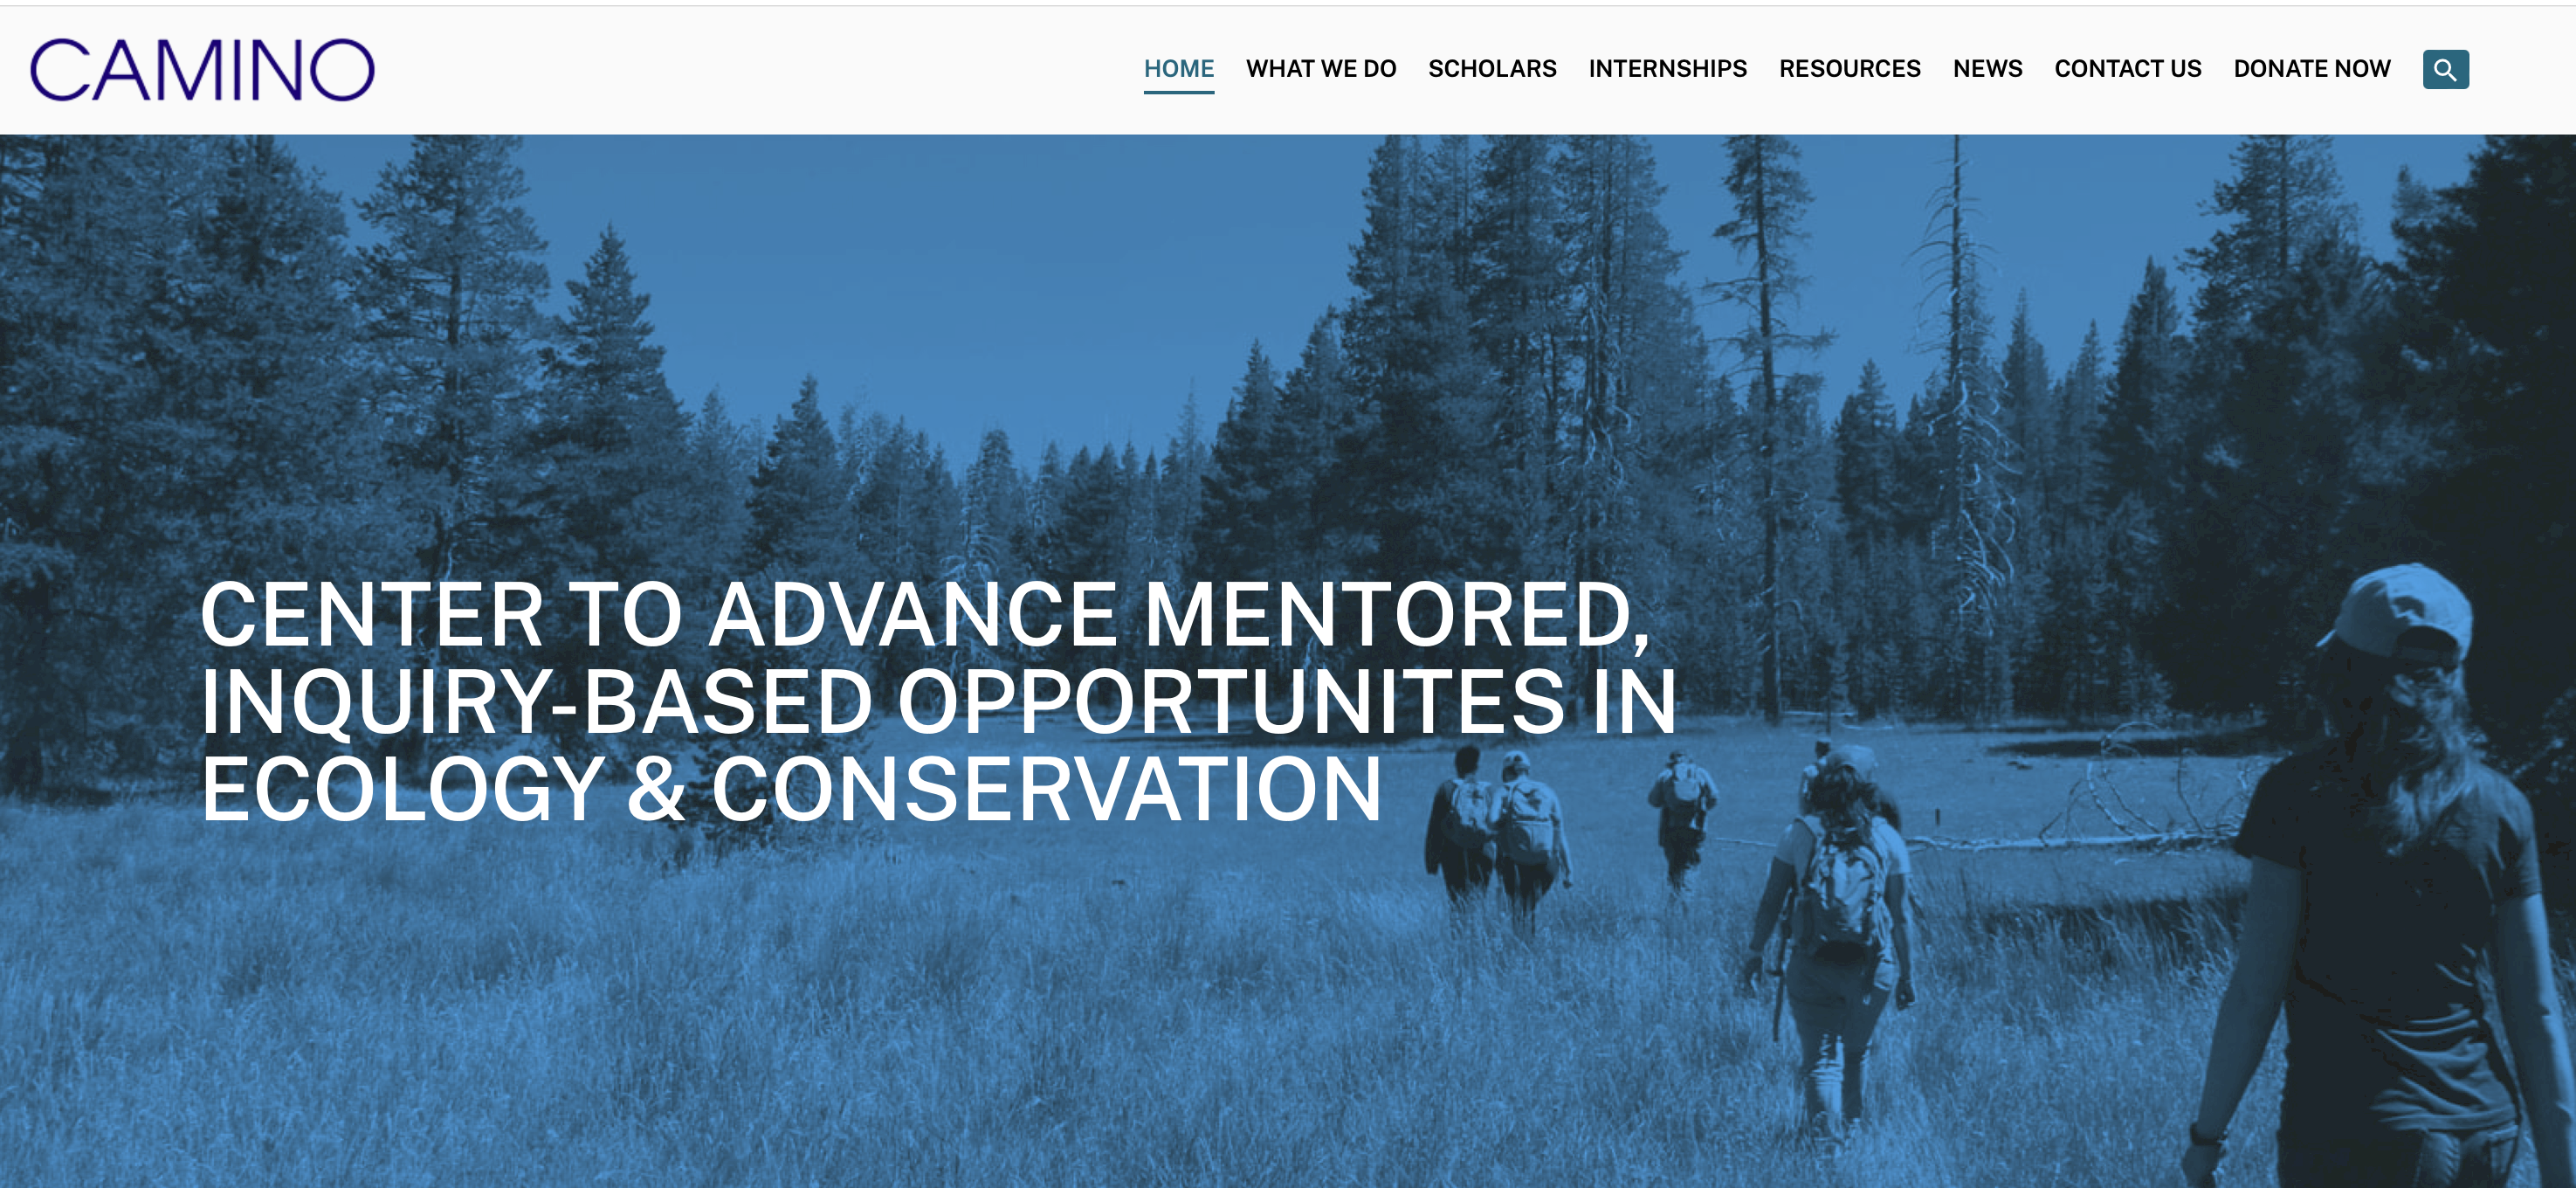 CAMINO
HOME WHAT WE DO SCHOLARS INTERNSHIPS RESOURCES NEWS CONTACT US DONATE NOW
CENTER TO ADVANCE MENTORED,
INQUIRY-BASED OPPORTUNITES IN
ECOLOGY & CONSERVATION